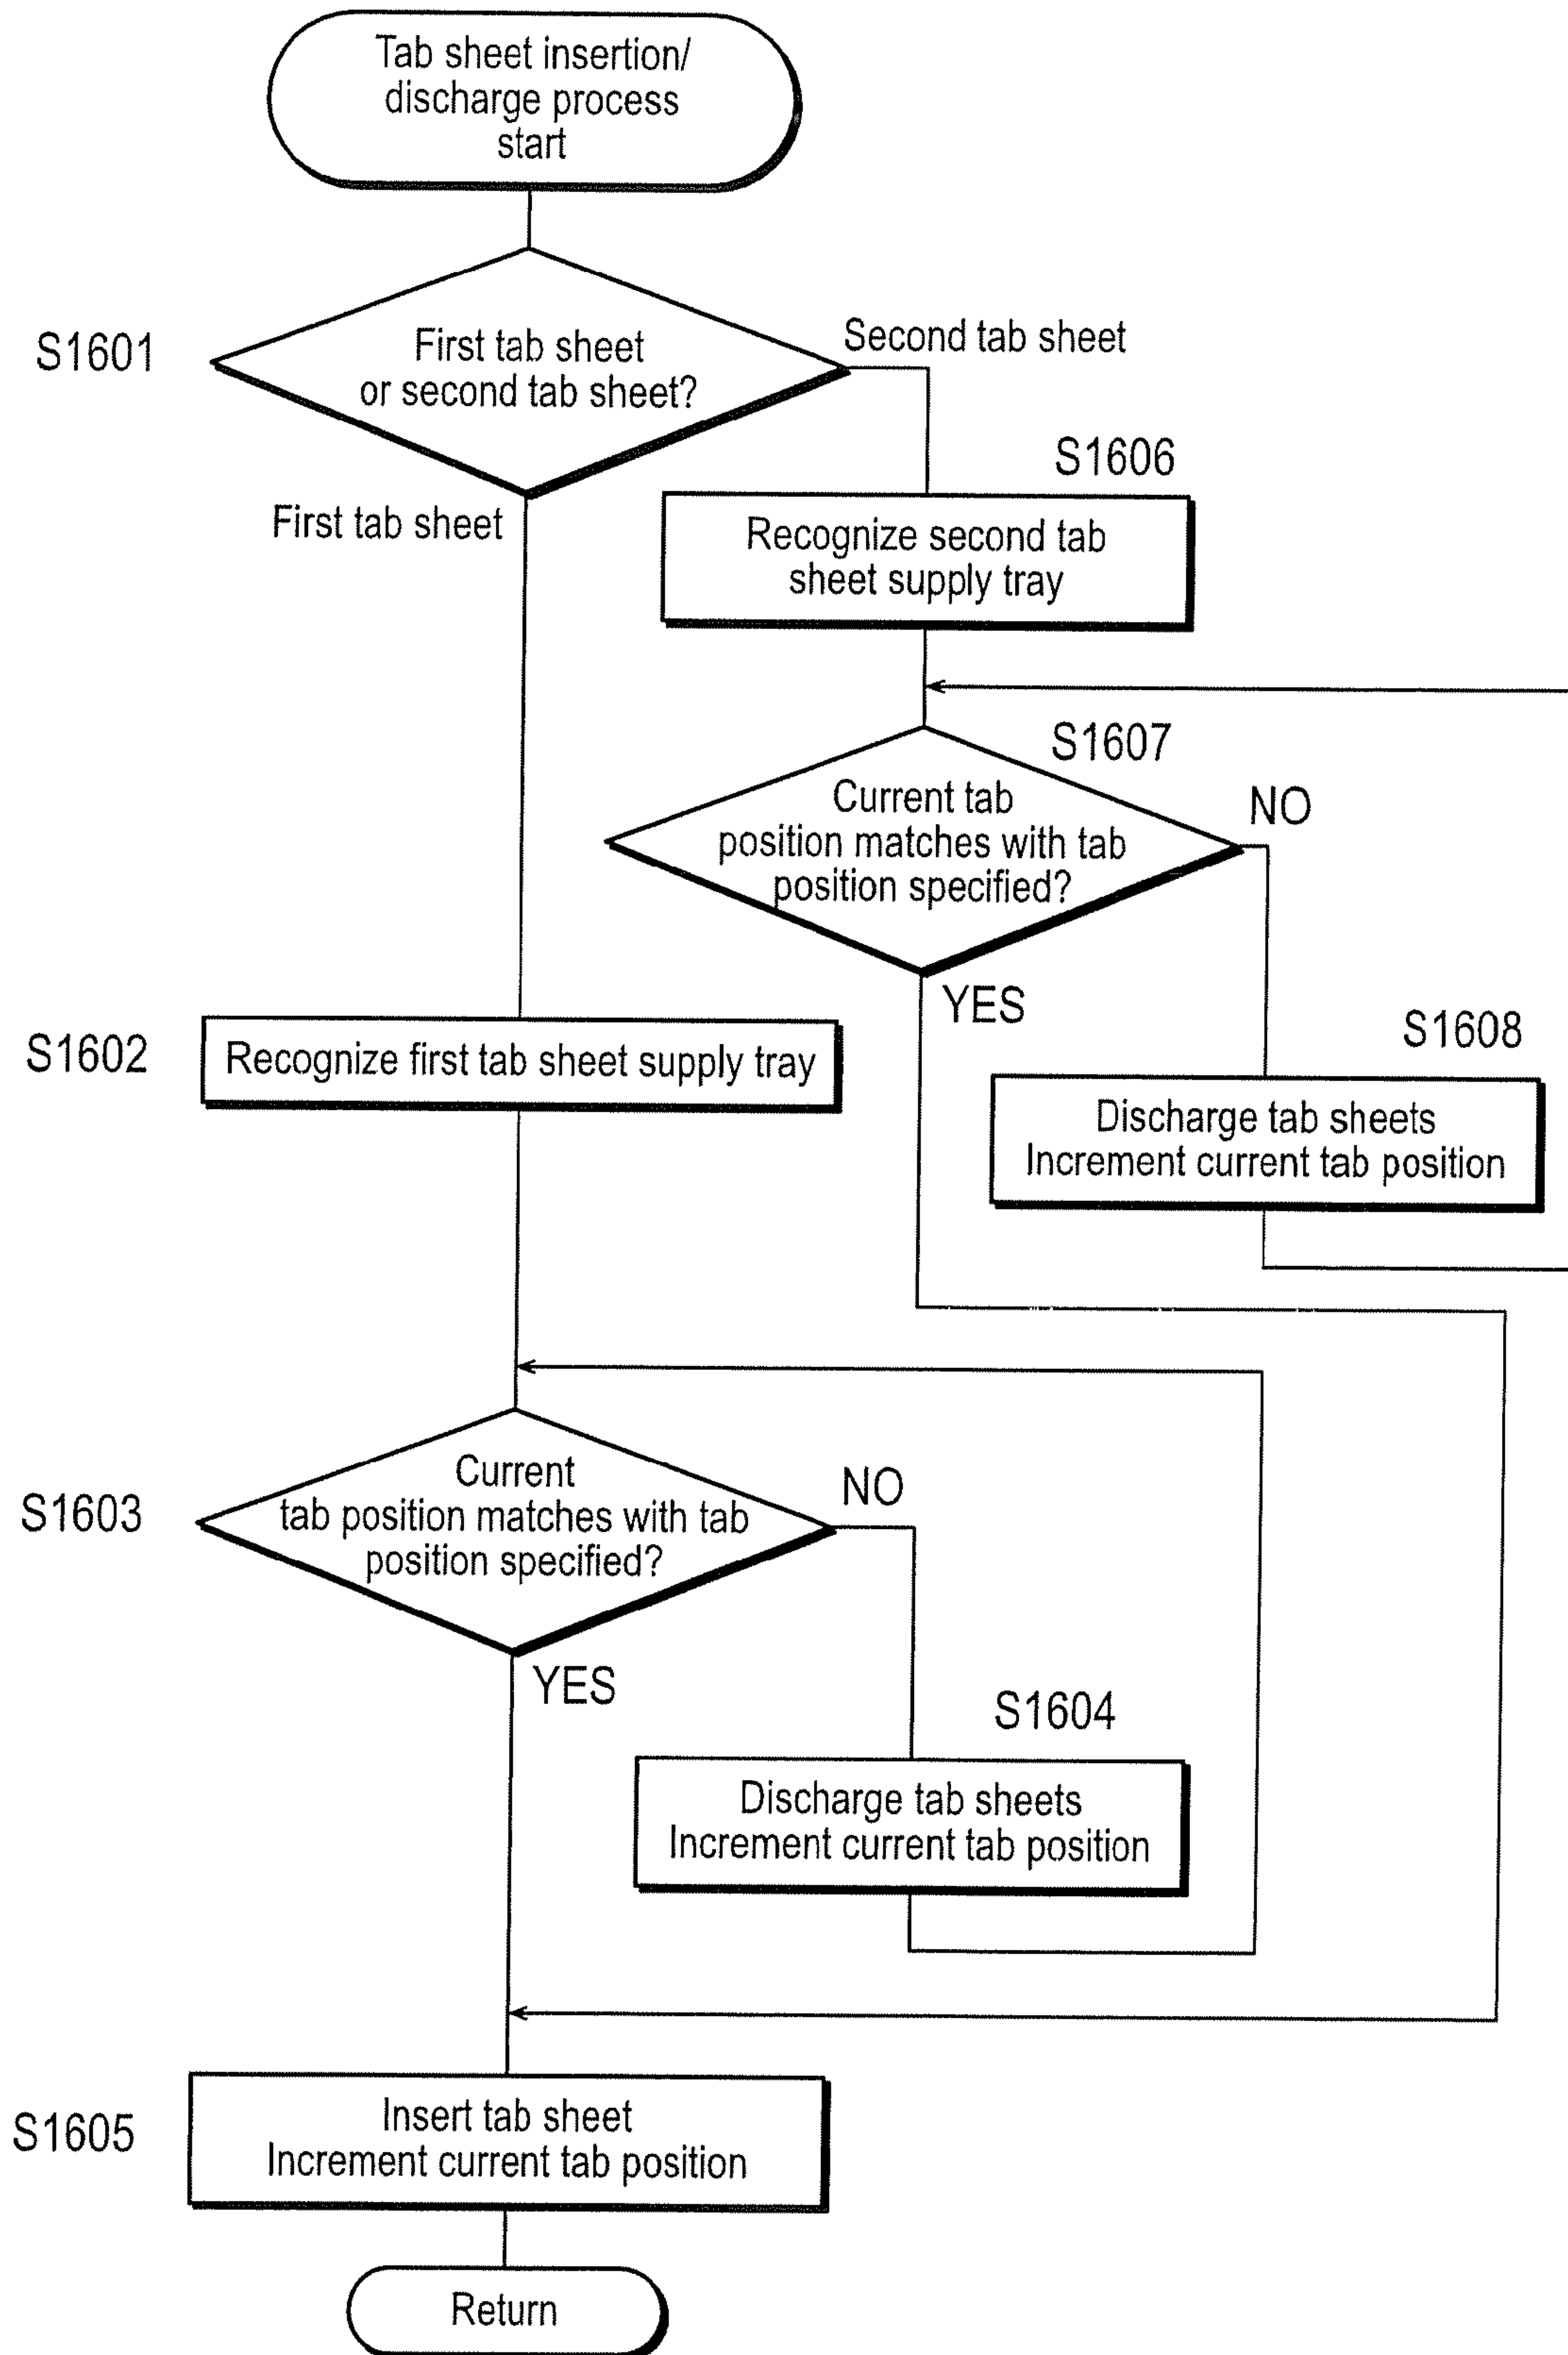 Tab sheet insertion/
discharge process
start
S1601
First tab sheet
or second tab sheet?
Second tab sheet
First tab sheet
S1606
Recognize second tab
sheet supply tray
S1607
Current tab
position matches with tab
position specified?
NO
YES
S1602
Recognize first tab sheet supply tray
S1608
Discharge tab sheets
Increment current tab position
S1603
Current
tab position matches with tab
position specified?
NO
YES
S1604
Discharge tab sheets
Increment current tab position
S1605
Insert tab sheet
Increment current tab position
Return